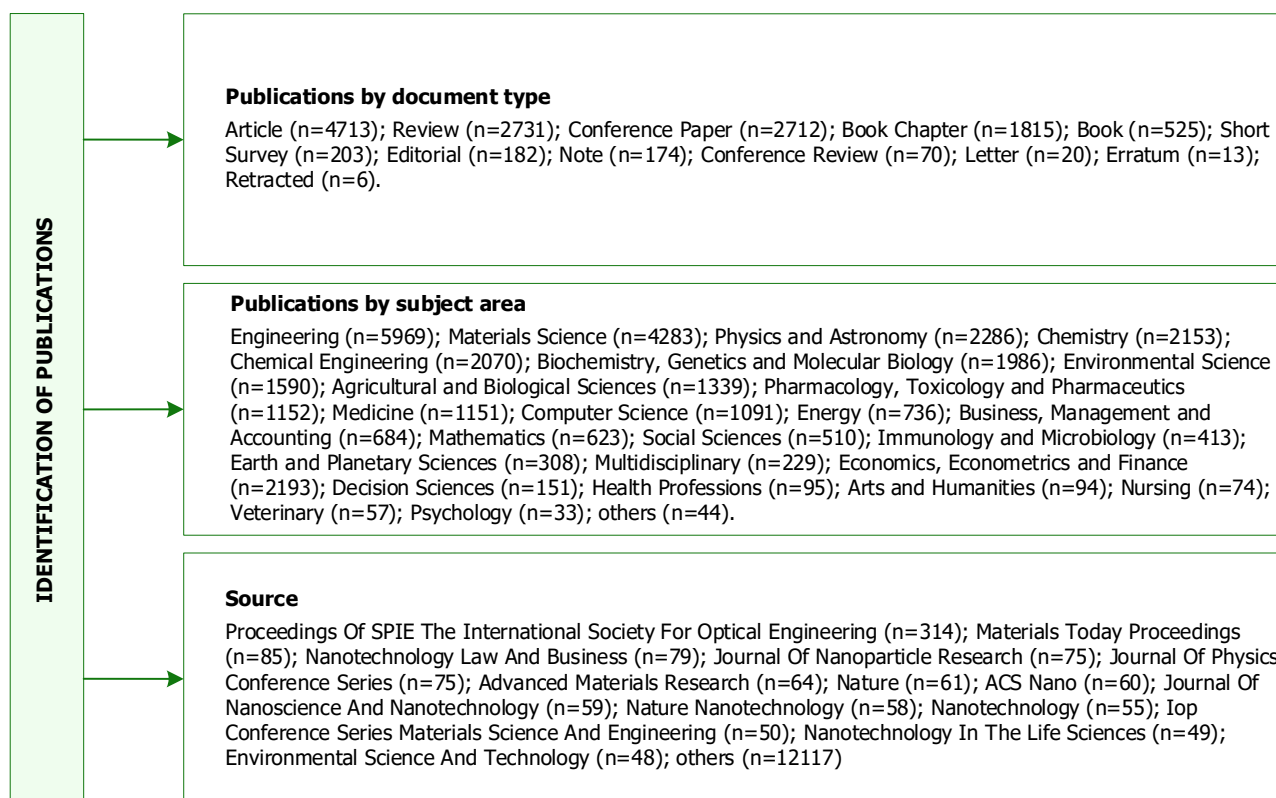 IDENTIFICATION OF PUBLICATIONS
Publications by document type
Article (n=4713); Review (n=2731); Conference Paper (n=2712); Book Chapter (n=1815); Book (n=525); Short
Survey (n=203); Editorial (n=182); Note (n=174); Conference Review (n=70); Letter (n=20); Erratum (n=13);
Retracted (n=6).
Publications by subject area
Engineering (n=5969); Materials Science (n=4283); Physics and Astronomy (n=2286); Chemistry (n=2153);
Chemical Engineering (n=2070); Biochemistry, Genetics and Molecular Biology (n=1986); Environmental Science
(n=1590); Agricultural and Biological Sciences (n=1339); Pharmacology, Toxicology and Pharmaceutics
(n=1152); Medicine (n=1151); Computer Science (n=1091); Energy (n=736); Business, Management and
Accounting (n=684); Mathematics (n=623); Social Sciences (n=510); Immunology and Microbiology (n=413);
Earth and Planetary Sciences (n=308); Multidisciplinary (n=229); Economics, Econometrics and Finance
(n=2193); Decision Sciences (n=151); Health Professions (n=95); Arts and Humanities (n=94); Nursing (n=74);
Veterinary (n=57); Psychology (n=33); others (n=44).
Source
Proceedings Of SPIE The International Society For Optical Engineering (n=314); Materials Today Proceedings
(n=85); Nanotechnology Law And Business (n=79); Journal Of Nanoparticle Research (n=75); Journal Of Physics
Conference Series (n=75); Advanced Materials Research (n=64); Nature (n=61); ACS Nano (n=60); Journal Of
Nanoscience And Nanotechnology (n=59); Nature Nanotechnology (n=58); Nanotechnology (n=55); Iop
Conference Series Materials Science And Engineering (n=50); Nanotechnology In The Life Sciences (n=49);
Environmental Science And Technology (n=48); others (n=12117)